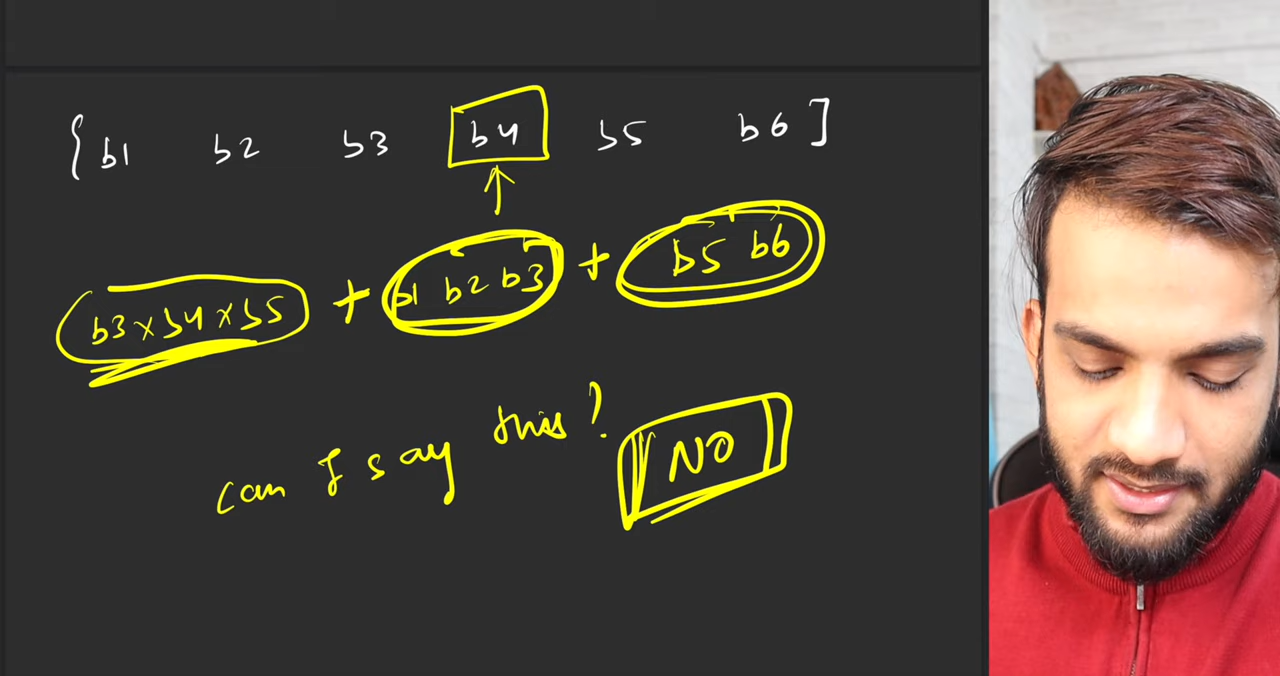 { b1 b2 b3 b4 b5 b6 ]
b3 x b4 x b5 + b1 b2 b3 + b5 b6
can I say this?
NO